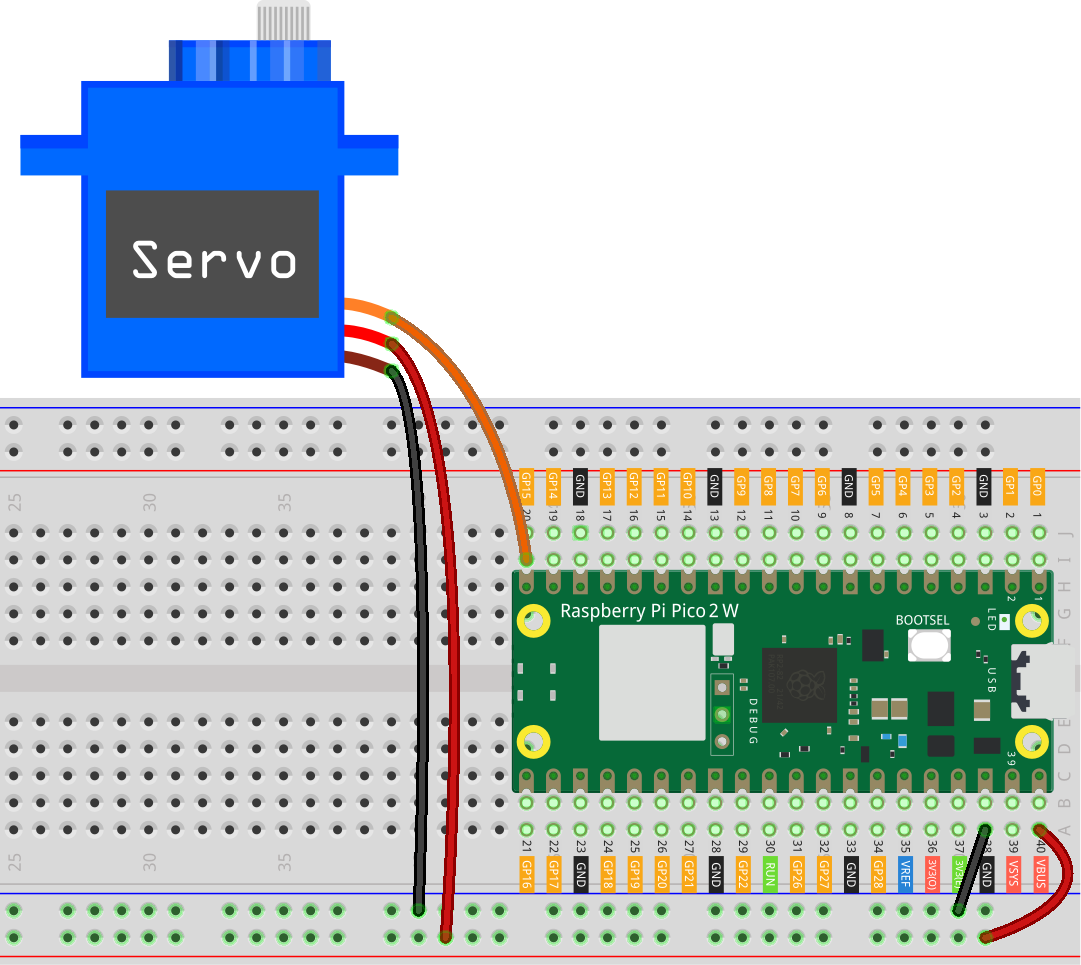 Servo
25
30
35
GP15
GP14
GND
GP13
GP12
GP11
GP10
GND
GP9
GP8
GP7
GP6
GND
GP5
GP4
GP3
GP2
GND
GP1
GP0
20
19
18
17
16
15
14
13
12
11
10
9
8
7
6
5
4
3
2
1
J
I
H
G
F
2
1
Raspberry Pi Pico 2 W
BOOTSEL
LED
USB
DEBUG
39
E
D
C
B
A
25
30
35
21
22
23
24
25
26
27
28
29
30
31
32
33
34
35
36
37
38
39
40
GP16
GP17
GND
GP18
GP19
GP20
GP21
GND
GP22
RUN
GP26
GP27
GND
GP28
VREF
3V3(O)
GND
VSYS
VBUS